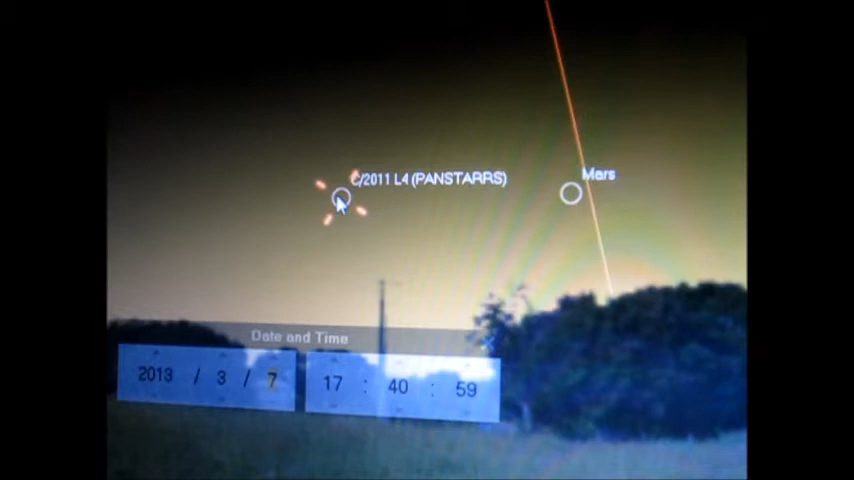 C/2011 L4 (PANSTARRS)
Mars
Date and Time
2013 / 3 / 7 17 : 40 : 59